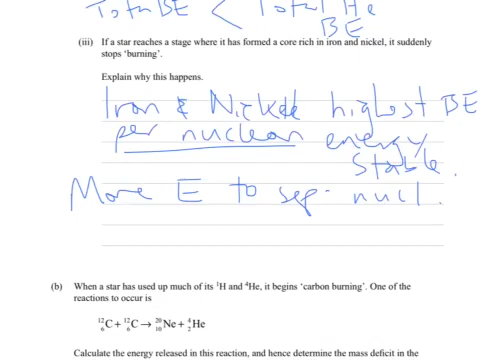 Total BE < Total He
BE
(iii) If a star reaches a stage where it has formed a core rich in iron and nickel, it suddenly
stops ‘burning’.
Explain why this happens.
Iron & Nickel highest BE
per nucleon energy
stable.
More E to sep. nucl.
(b) When a star has used up much of its ¹H and ⁴He, it begins ‘carbon burning’. One of the
reactions to occur is
¹²₆C + ¹²₆C → ²⁰₁₀Ne + ⁴₂He
Calculate the energy released in this reaction, and hence determine the mass deficit in the